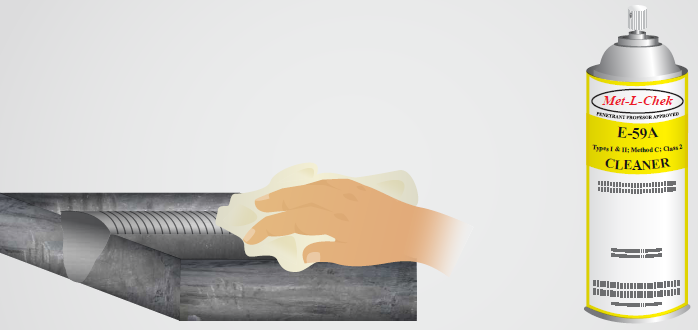 Met-L-Chek
PENETRANT PROFESOR APPROVED
E-59A
Types I & II; Method C; Class 2
CLEANER